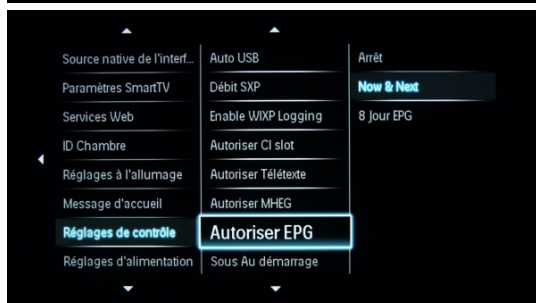 Source native de l'interf...
Paramètres SmartTV
Services Web
ID Chambre
Réglages à l'allumage
Message d'accueil
Réglages de contrôle
Réglages d'alimentation
Auto USB
Débit SXP
Enable WIXP Logging
Autoriser CI slot
Autoriser Télétexte
Autoriser MHEG
Autoriser EPG
Sous Au démarrage
Arrêt
Now & Next
8 Jour EPG